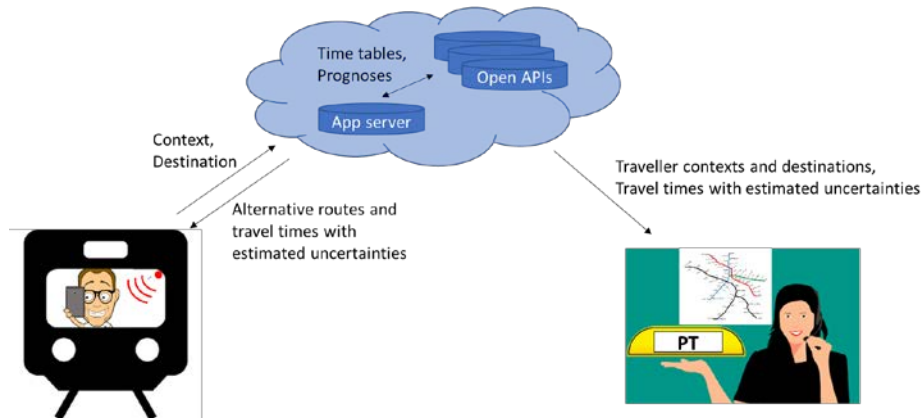 Time tables,
Prognoses
Open APIs
App server
Context,
Destination
Traveller contexts and destinations,
Travel times with estimated uncertainties
Alternative routes and
travel times with
estimated uncertainties
PT